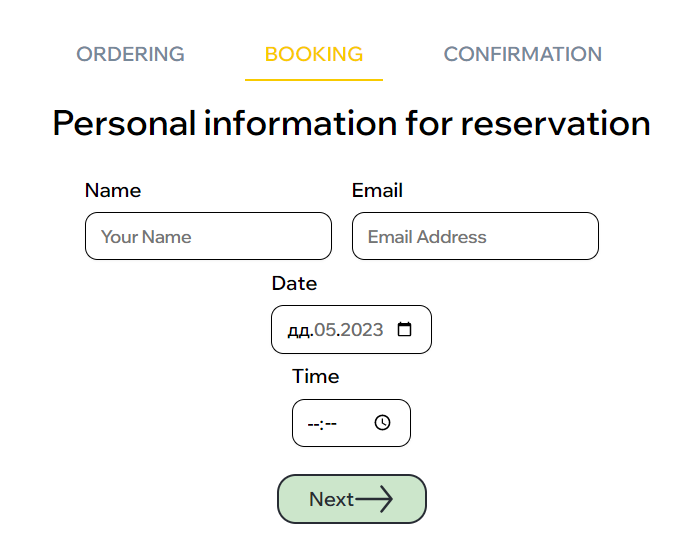 ORDERING BOOKING CONFIRMATION
Personal information for reservation
Name Email
Your Name Email Address
Date
дд.05.2023
Time
--:--
Next